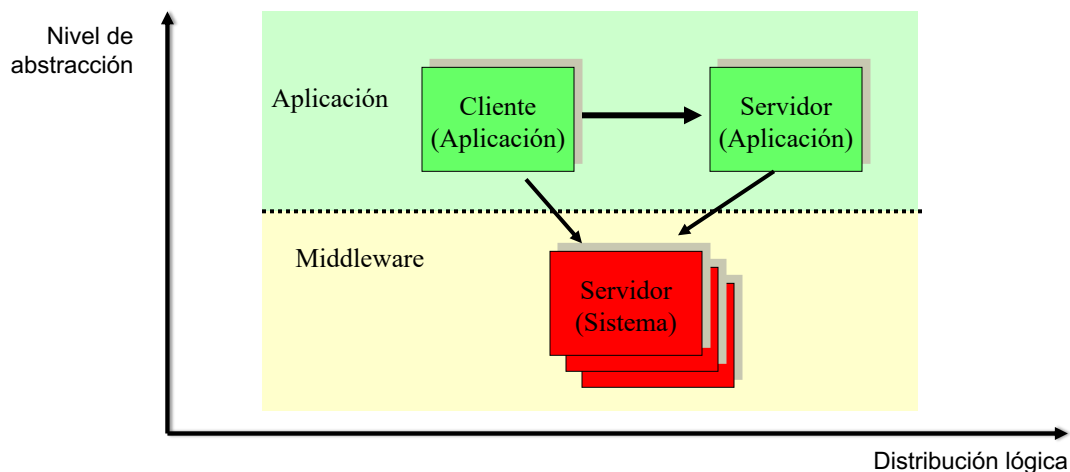 Nivel de
abstracción
Aplicación
Cliente
(Aplicación)
Servidor
(Aplicación)
Middleware
Servidor
(Sistema)
Distribución lógica